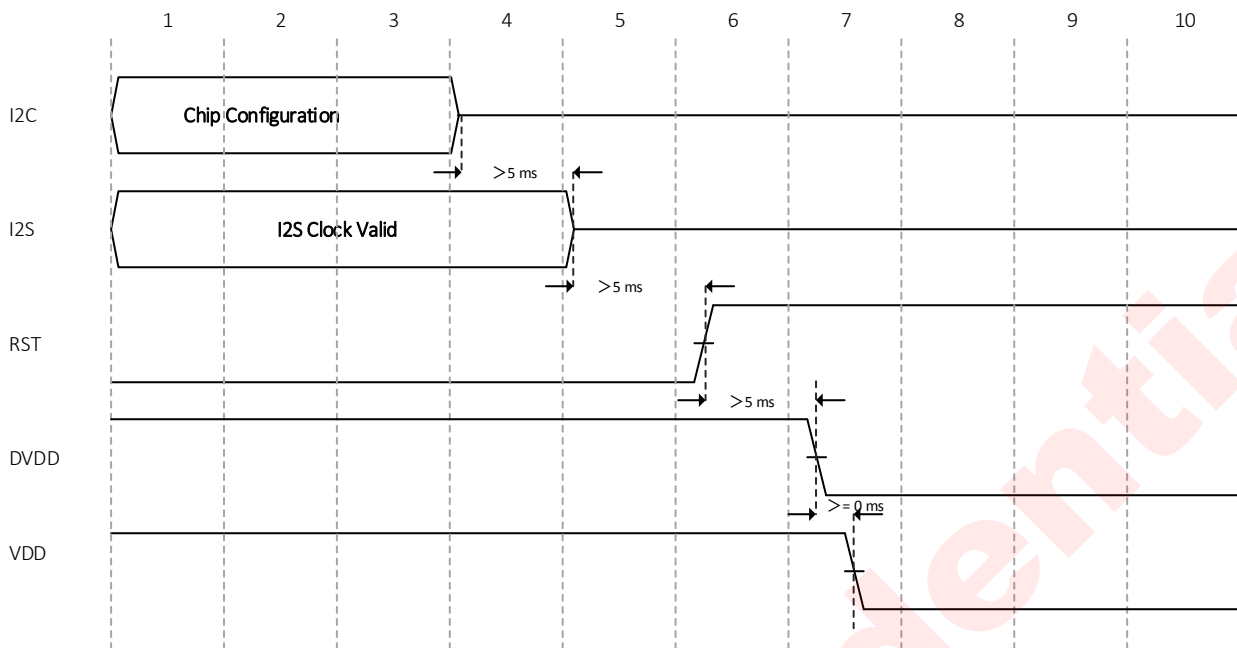 1 2 3 4 5 6 7 8 9 10
I2C
Chip Configuration
>5 ms
I2S
I2S Clock Valid
>5 ms
RST
>5 ms
DVDD
>= 0 ms
VDD
dentia